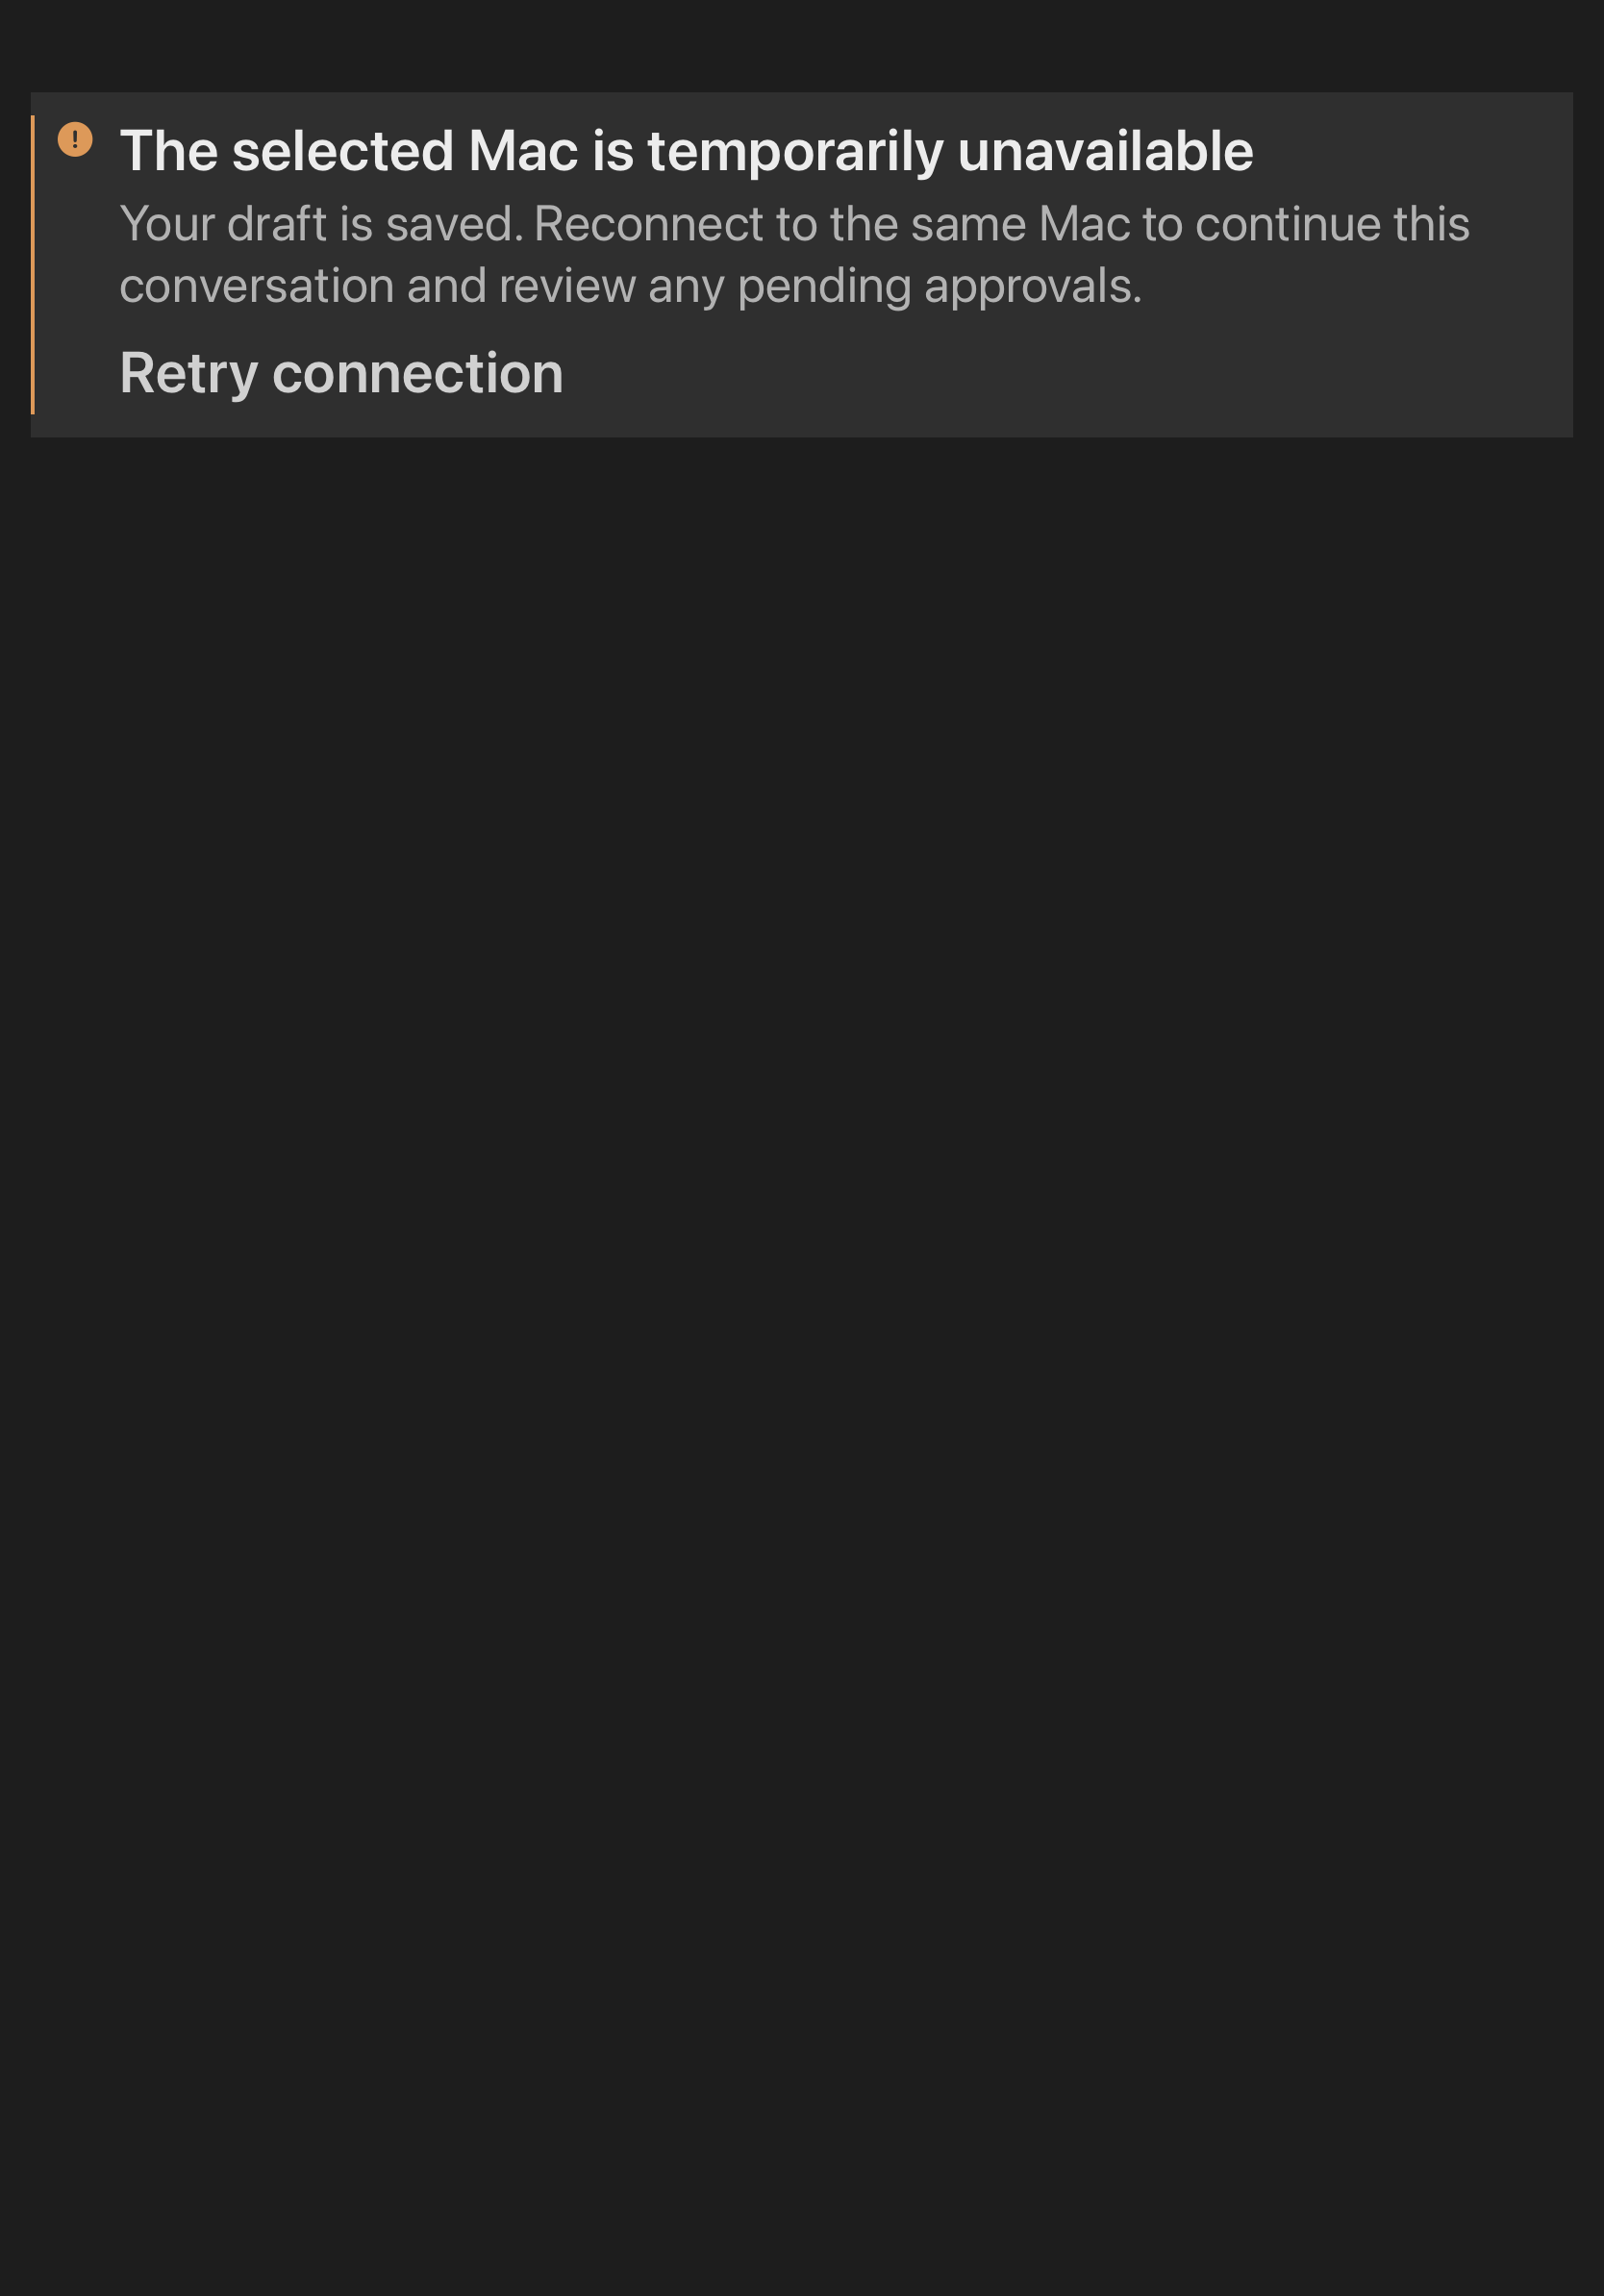 The selected Mac is temporarily unavailable
Your draft is saved. Reconnect to the same Mac to continue this
conversation and review any pending approvals.
Retry connection